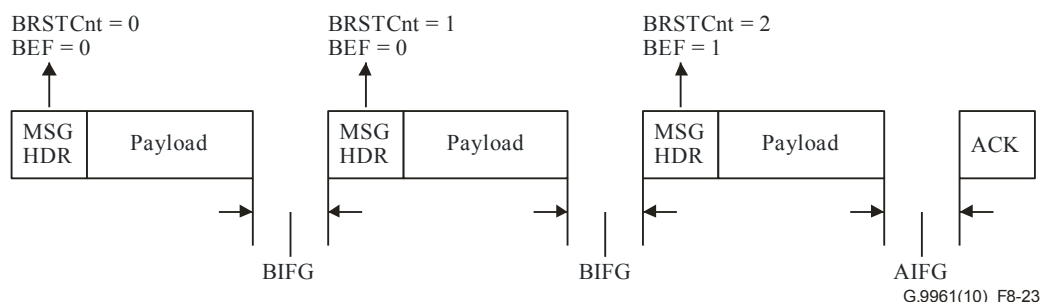 BRSTCnt = 0
BEF = 0
BRSTCnt = 1
BEF = 0
BRSTCnt = 2
BEF = 1
MSG
HDR
Payload
MSG
HDR
Payload
MSG
HDR
Payload
ACK
BIFG
BIFG
AIFG
G.9961(10)_F8-23